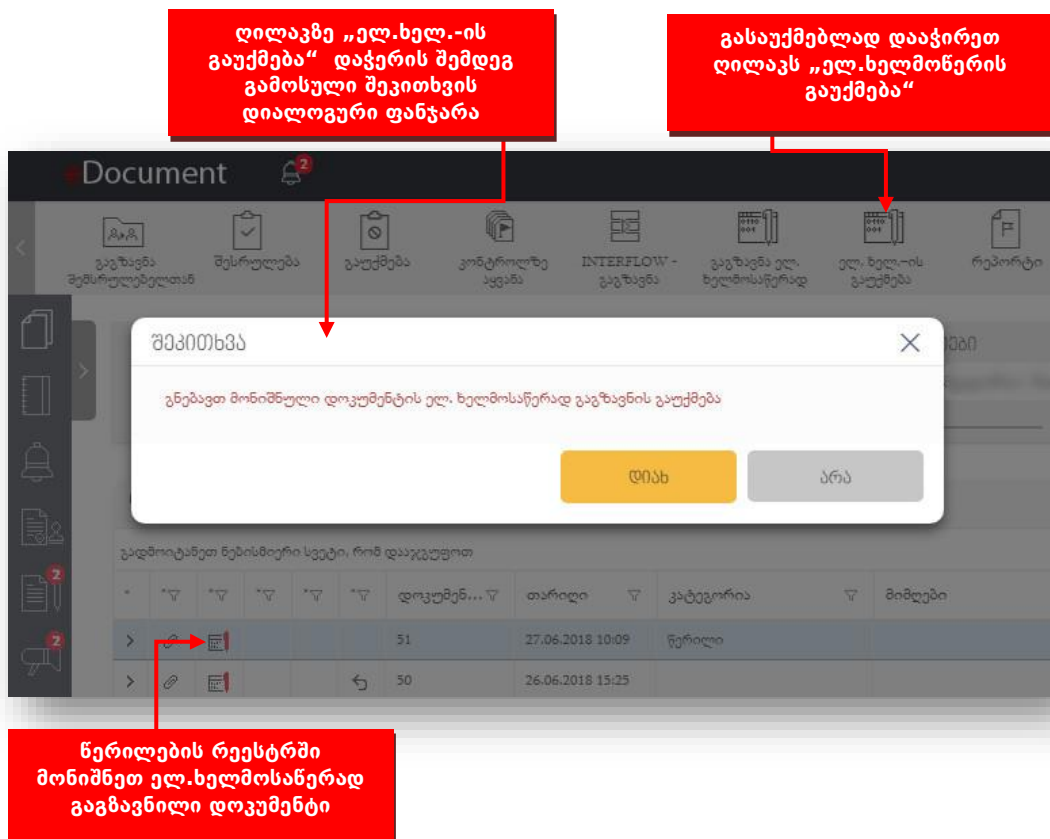 ღილაკზე „ელ.ხელ.-ის
გაუქმება“ დაჭერის შემდეგ
გამოსული შეკითხვის
დიალოგური ფანჯარა
გასაუქმებლად დააჭირეთ
ღილაკს „ელ.ხელმოწერის
გაუქმება“
eDocument 2
გაგზავნა
შემსრულებელთან
შესრულება
გაუქმება
კონტროლზე
აყვანა
INTERFLOW -
გაგზავნა
გაგზავნა ელ.
ხელმოსაწერად
ელ. ხელ.-ის
გაუქმება
რეპორტი
შეკითხვა
გნებავთ მონიშნული დოკუმენტის ელ. ხელმოსაწერად გაგზავნის გაუქმება
დიახ
არა
გადმოიტანეთ ნებისმიერი სვეტი, რომ დააჯგუფოთ
დოკუმენ... თარიღი კატეგორია მიმღები
51 27.06.2018 10:09 წერილი
50 26.06.2018 15:25
2
2
წერილების რეესტრში
მონიშნეთ ელ.ხელმოსაწერად
გაგზავნილი დოკუმენტი